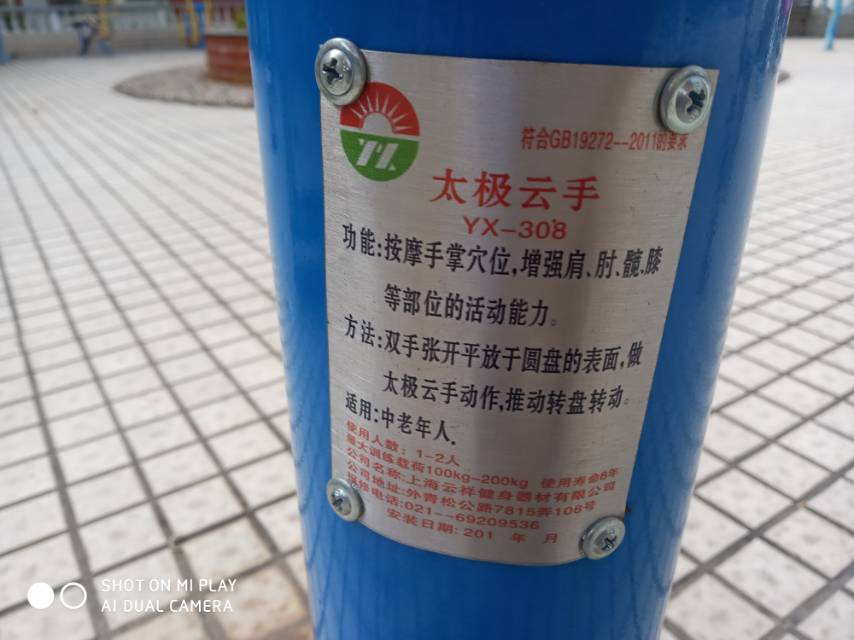 符合GB19272--2011的要求
太极云手
YX-308
功能:按摩手掌穴位,增强肩、肘、髋、膝
等部位的活动能力。
方法:双手张开平放于圆盘的表面,做
太极云手动作,推动转盘转动。
适用:中老年人.
使用人数：1-2人
最大训练载荷100kg-200kg 使用寿命8年
公司名称:上海云祥健身器材有限公司
公司地址:外青松公路7815弄108号
报修电话:021--69209536
安装日期: 201 年 月
SHOT ON MI PLAY
AI DUAL CAMERA